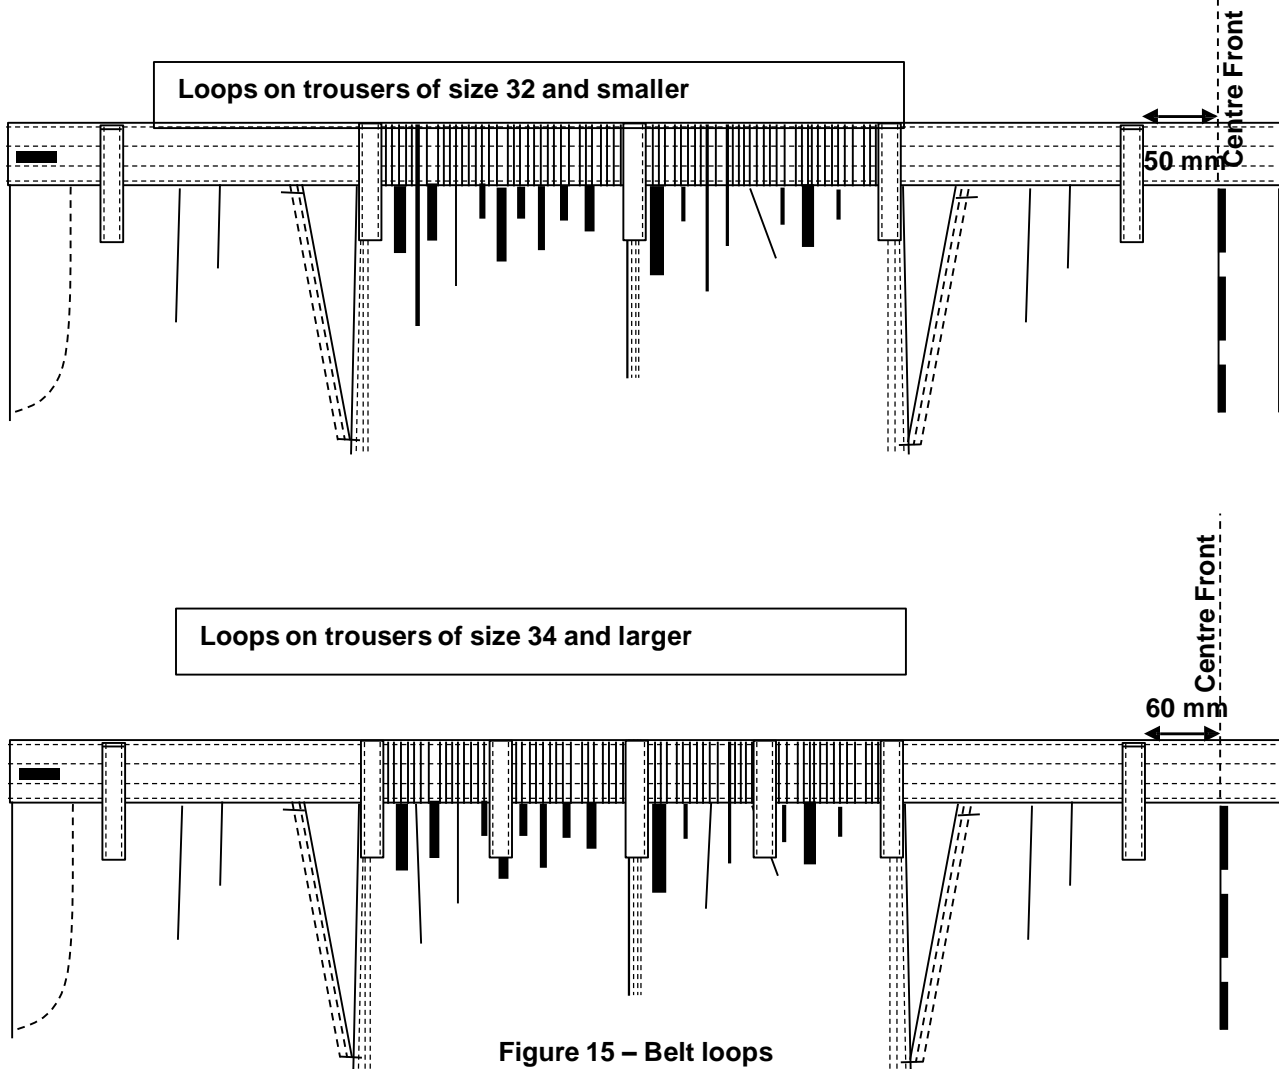 Centre Front
Loops on trousers of size 32 and smaller
50 mm
Centre Front
Loops on trousers of size 34 and larger
60 mm
Figure 15 – Belt loops